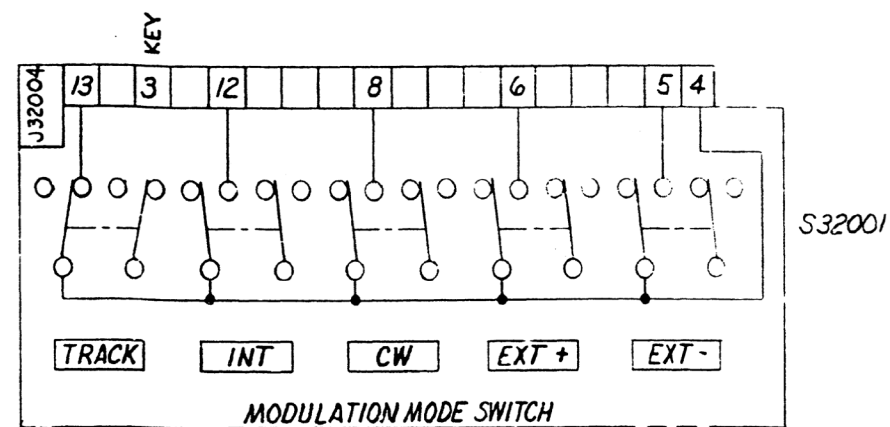 KEY
J32004 13 3 12 8 6 5 4
S32001
TRACK INT CW EXT + EXT -
MODULATION MODE SWITCH